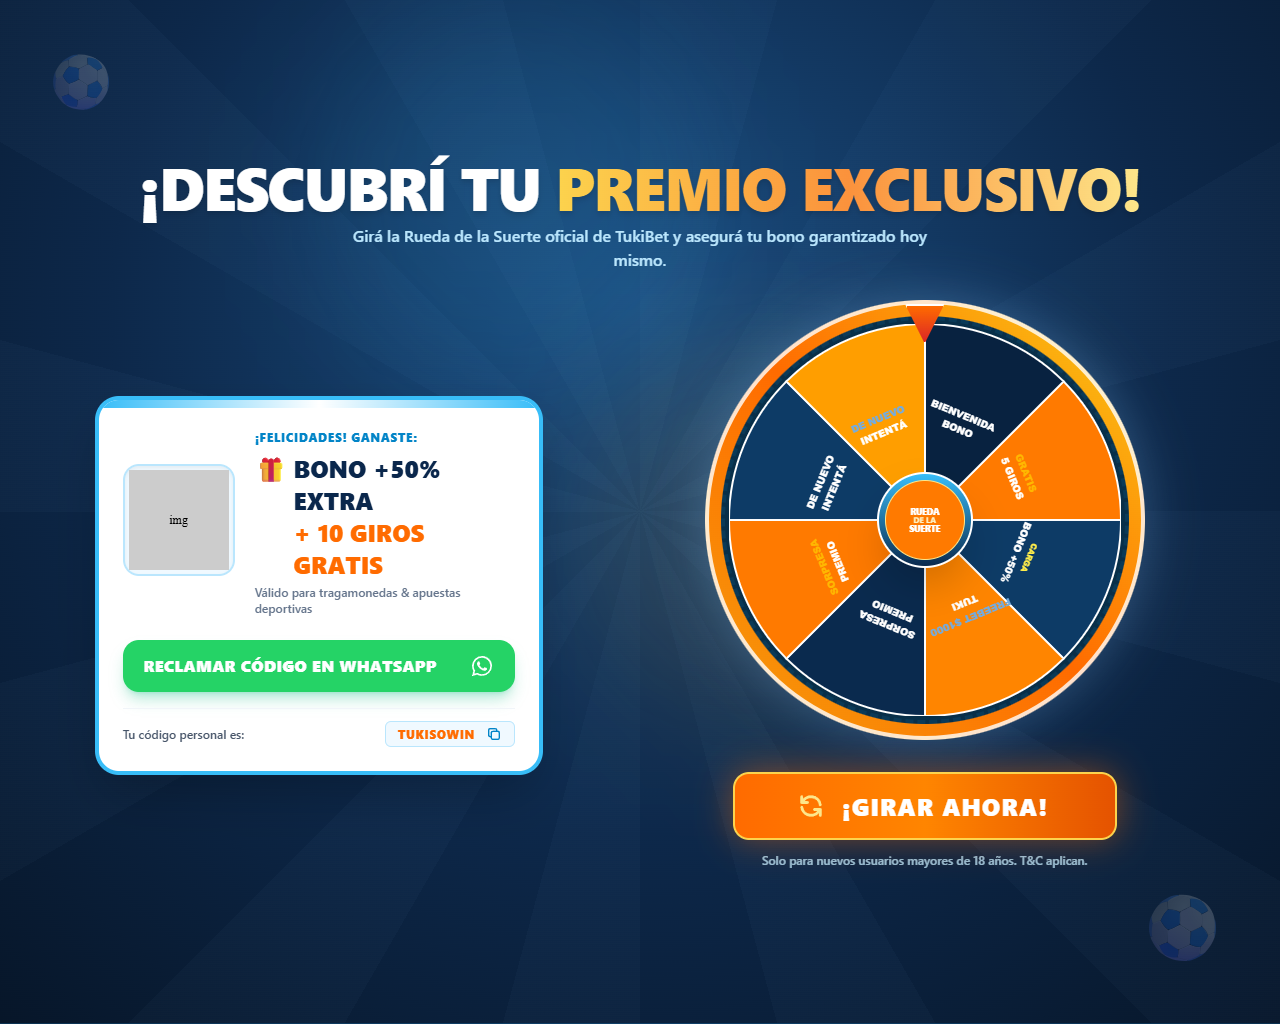 ¡DESCUBRÍ TU PREMIO EXCLUSIVO!
Girá la Rueda de la Suerte oficial de TukiBet y asegurá tu bono garantizado hoy
mismo.
¡FELICIDADES! GANASTE:
BONO +50%
EXTRA
+ 10 GIROS
GRATIS
Válido para tragamonedas & apuestas
deportivas
img
RECLAMAR CÓDIGO EN WHATSAPP
Tu código personal es:
TUKISOWIN
BIENVENIDA
BONO
GRATIS
5 GIROS
CARGA
BONO +50%
TUKI
SORPRESA
PREMIO
SORPRESA
PREMIO
DE NUEVO
INTENTÁ
DE NUEVO
INTENTÁ
RUEDA
DE LA
SUERTE
¡GIRAR AHORA!
Solo para nuevos usuarios mayores de 18 años. T&C aplican.